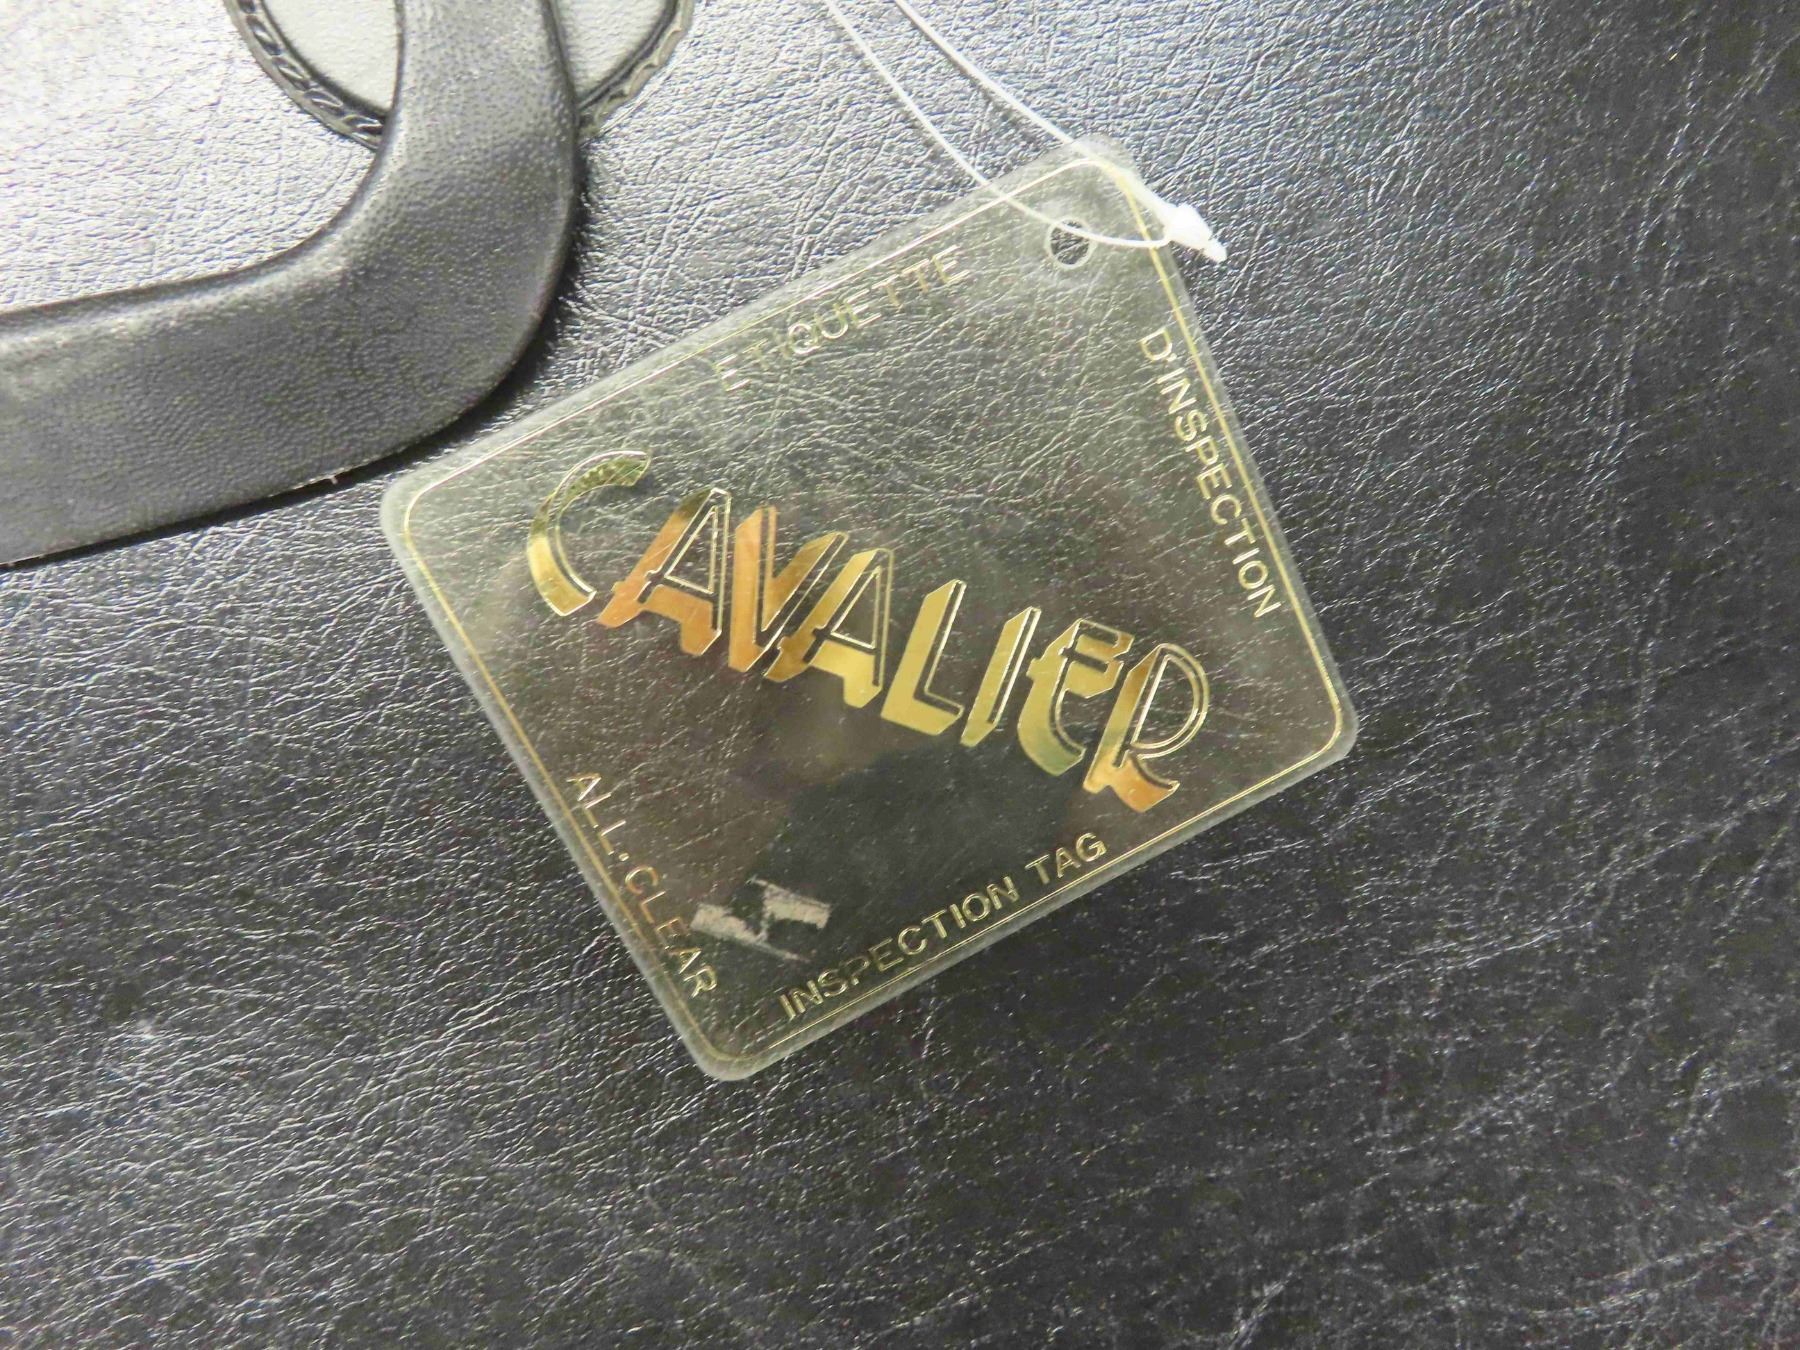 ETIQUETTE
D'INSPECTION
CAVALIER
ALL.CLEAR
INSPECTION TAG